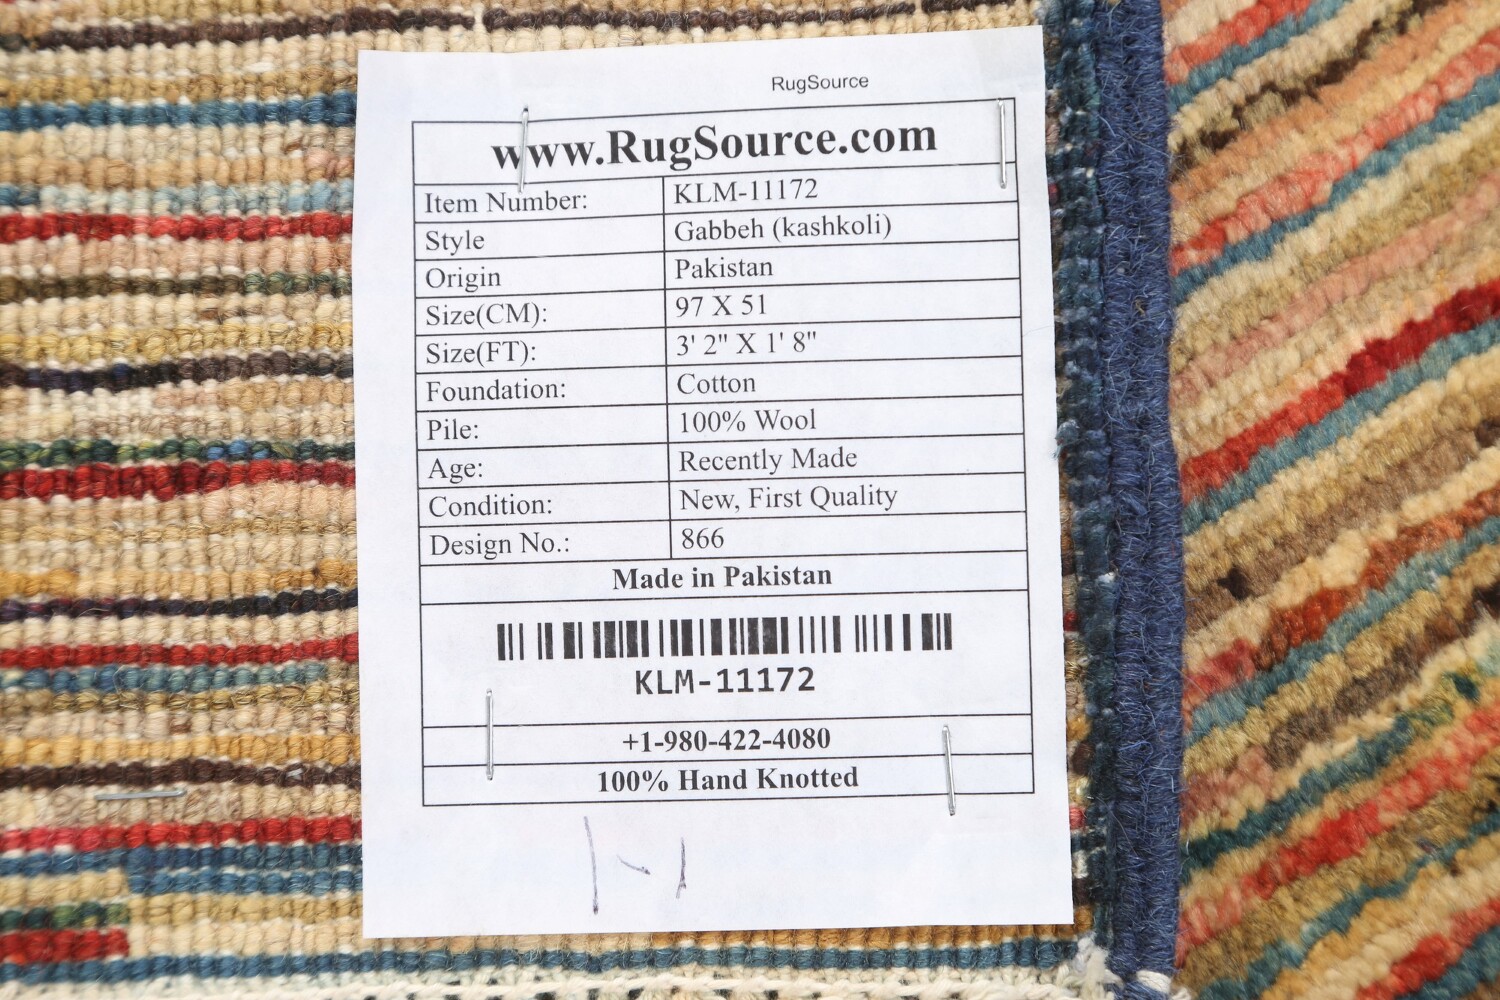 RugSource
www.RugSource.com
Item Number: KLM-11172
Style Gabbeh (kashkoli)
Origin Pakistan
Size(CM): 97 X 51
Size(FT): 3' 2" X 1' 8"
Foundation: Cotton
Pile: 100% Wool
Age: Recently Made
Condition: New, First Quality
Design No.: 866
Made in Pakistan
KLM-11172
+1-980-422-4080
100% Hand Knotted